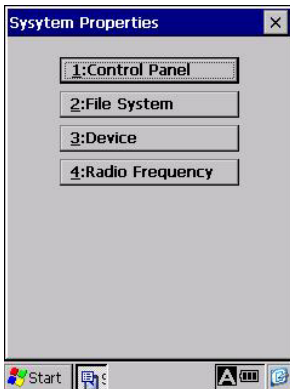 Sysytem Properties
1:Control Panel
2:File System
3:Device
4:Radio Frequency
Start
A